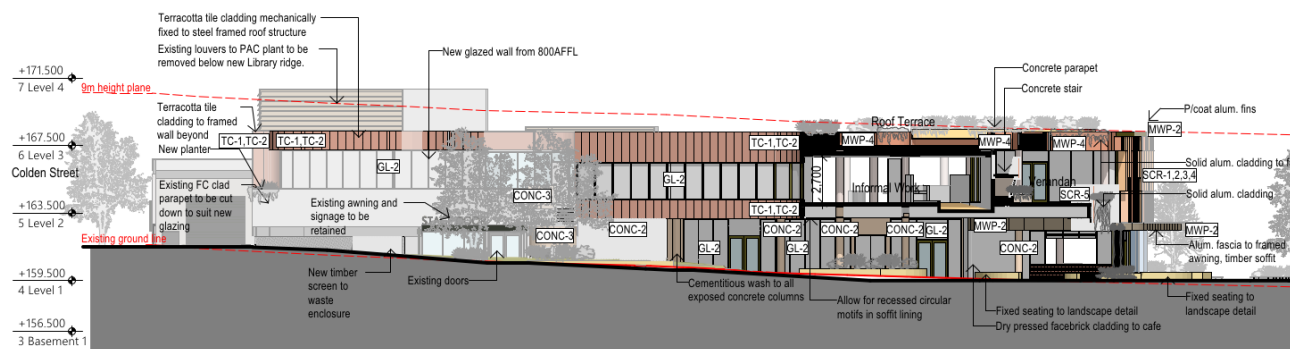 Terracotta tile cladding mechanically
fixed to steel framed roof structure
Existing louvers to PAC plant to be
removed below new Library ridge.
New glazed wall from 800AFFL
+171.500
7 Level 4
9m height plane
Concrete parapet
Concrete stair
Terracotta tile
cladding to framed
wall beyond
New planter
P/coat alum. fins
Roof Terrace
MWP-2
+167.500
6 Level 3
TC-1,TC-2
TC-1,TC-2
TC-1,TC-2
MWP-4
MWP-4
MWP-4
Colden Street
GL-2
Solid alum. cladding to f
Existing FC clad
parapet to be cut
down to suit new
glazing
GL-2
2,700
Informal Work
SCR-1,2,3,4
CONC-3
SCR-5
Solid alum. cladding
Existing awning and
signage to be
retained
+163.500
5 Level 2
TC-1,TC-2
CONC-2
CONC-2
CONC-2
CONC-2
MWP-2
MWP-2
Existing ground line
CONC-3
GL-2
GL-2
GL-2
CONC-2
Alum. fascia to framed
awning, timber soffit
+159.500
4 Level 1
New timber
screen to
waste
enclosure
Existing doors
Cementitious wash to all
exposed concrete columns
Allow for recessed circular
motifs in soffit lining
Fixed seating to landscape detail
Dry pressed facebrick cladding to cafe
Fixed seating to
landscape detail
+156.500
3 Basement 1